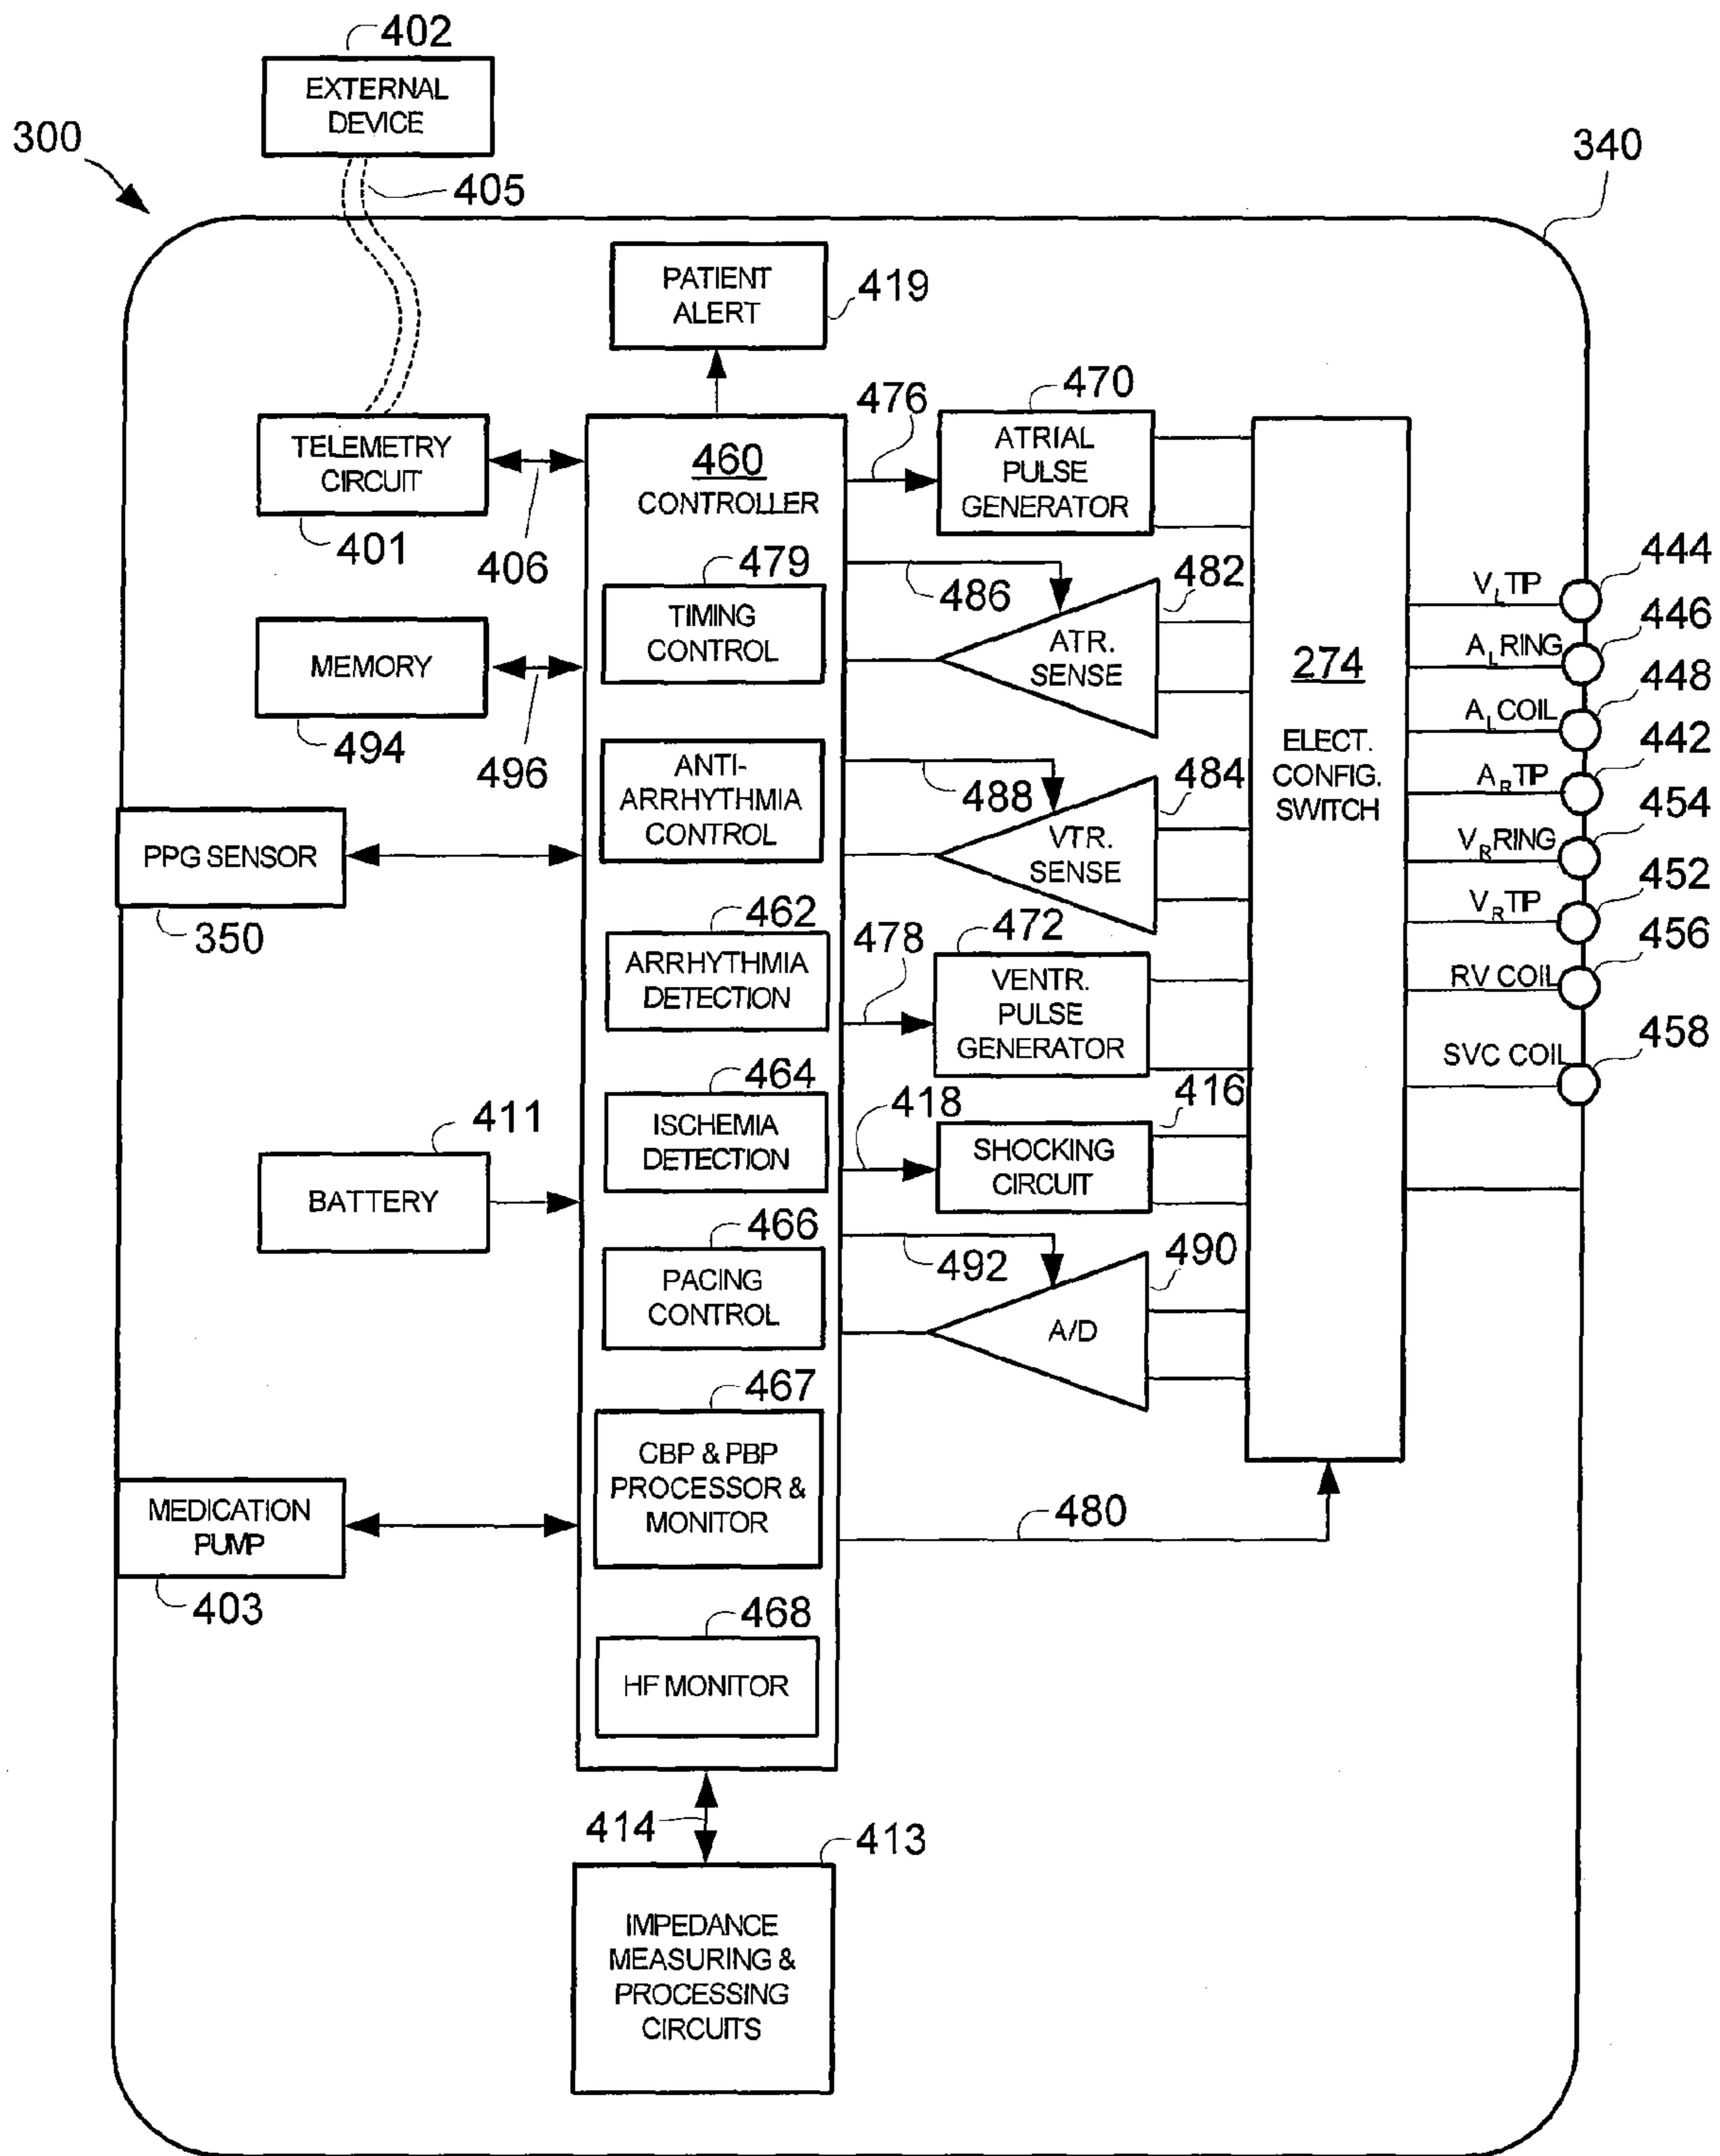 402
EXTERNAL
DEVICE
300
405
340
PATIENT
ALERT
419
TELEMETRY
CIRCUIT
401
406
460
CONTROLLER
476
470
ATRIAL
PULSE
GENERATOR
479
TIMING
CONTROL
486
482
ATR.
SENSE
MEMORY
494
496
274
ELECT.
CONFIG.
SWITCH
VLTIP
444
ALRING
446
ALCOIL
448
ARTIP
442
VRRING
454
VRTIP
452
RV COIL
456
SVC COIL
458
ANTI-
ARRHYTHMIA
CONTROL
488
484
VTR.
SENSE
PPG SENSOR
350
462
ARRHYTHMIA
DETECTION
478
472
VENTR.
PULSE
GENERATOR
464
ISCHEMIA
DETECTION
418
416
SHOCKING
CIRCUIT
411
BATTERY
466
PACING
CONTROL
492
490
A/D
467
CBP & PBP
PROCESSOR &
MONITOR
480
MEDICATION
PUMP
403
468
HF MONITOR
414
413
IMPEDANCE
MEASURING &
PROCESSING
CIRCUITS